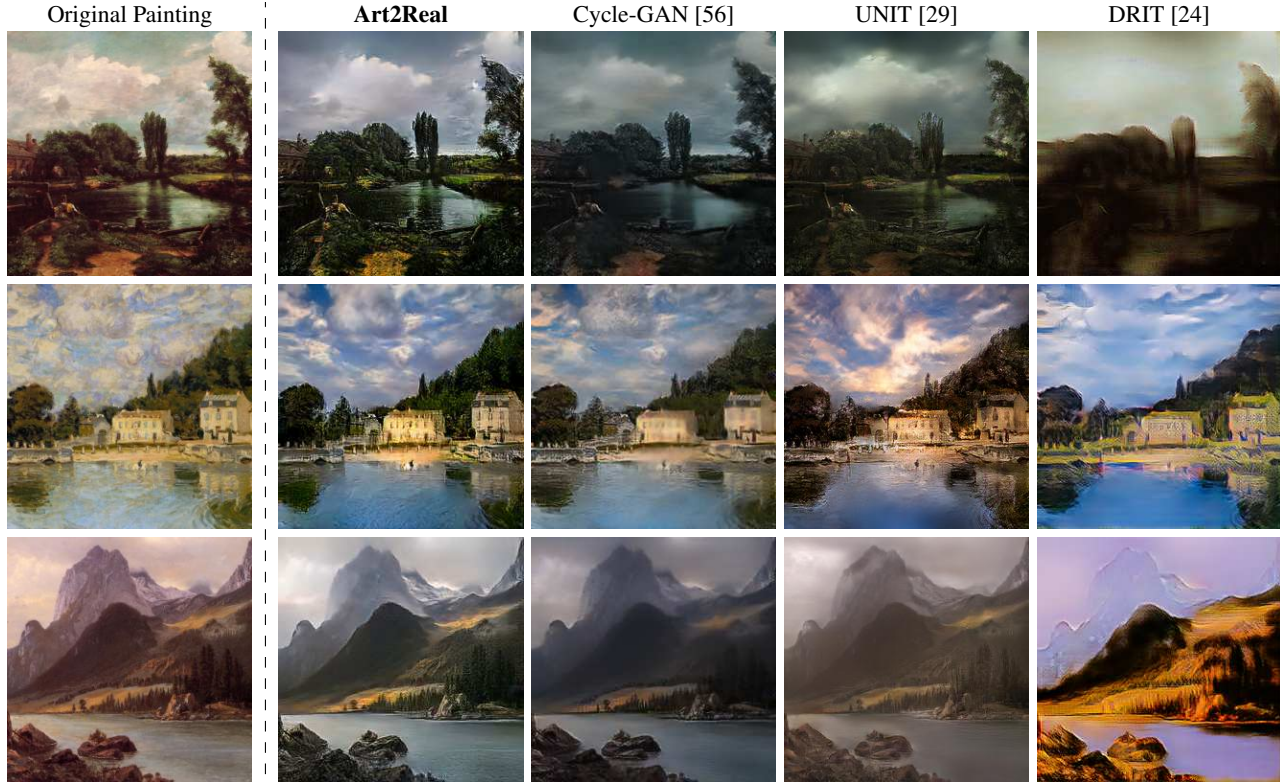 Original Painting
Art2Real
Cycle-GAN [56]
UNIT [29]
DRIT [24]